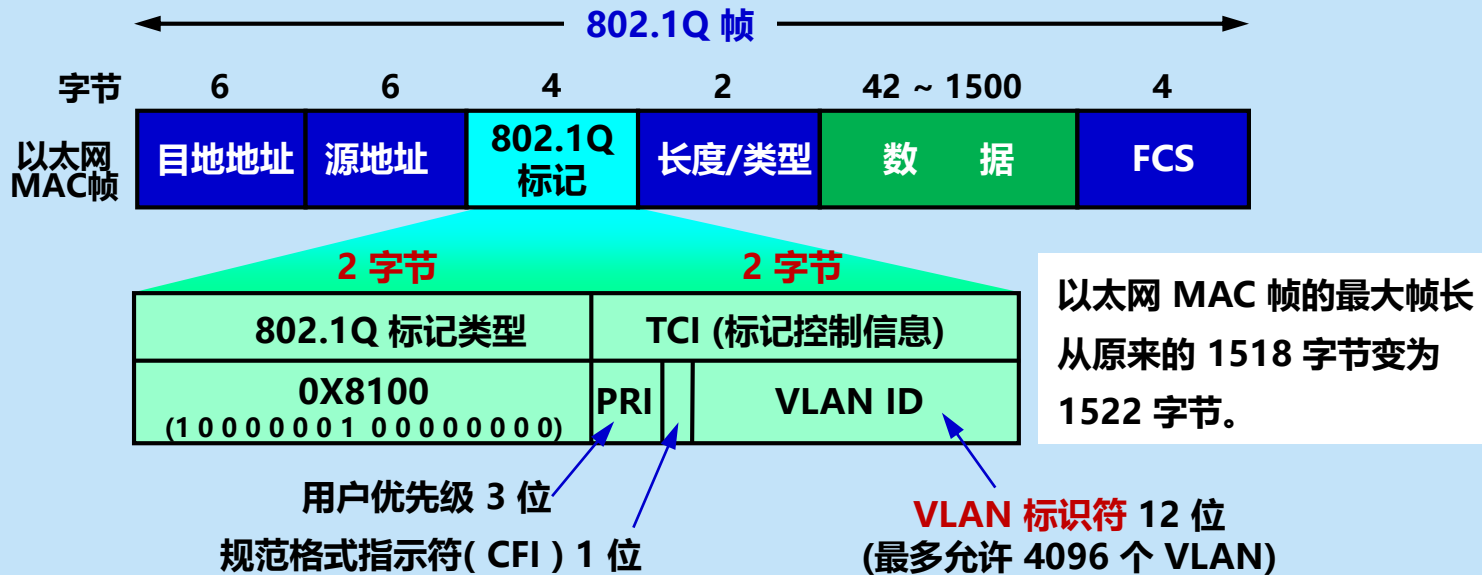 802.1Q 帧
字节 6 6 4 2 42 ~ 1500 4
以太网
MAC帧
目地地址 源地址 802.1Q
标记 长度/类型 数 据 FCS
2 字节 2 字节
802.1Q 标记类型 TCI (标记控制信息)
0X8100
(1 0 0 0 0 0 0 1 0 0 0 0 0 0 0 0)
PRI VLAN ID
以太网 MAC 帧的最大帧长
从原来的 1518 字节变为
1522 字节。
用户优先级 3 位
规范格式指示符( CFI ) 1 位
VLAN 标识符 12 位
(最多允许 4096 个 VLAN)